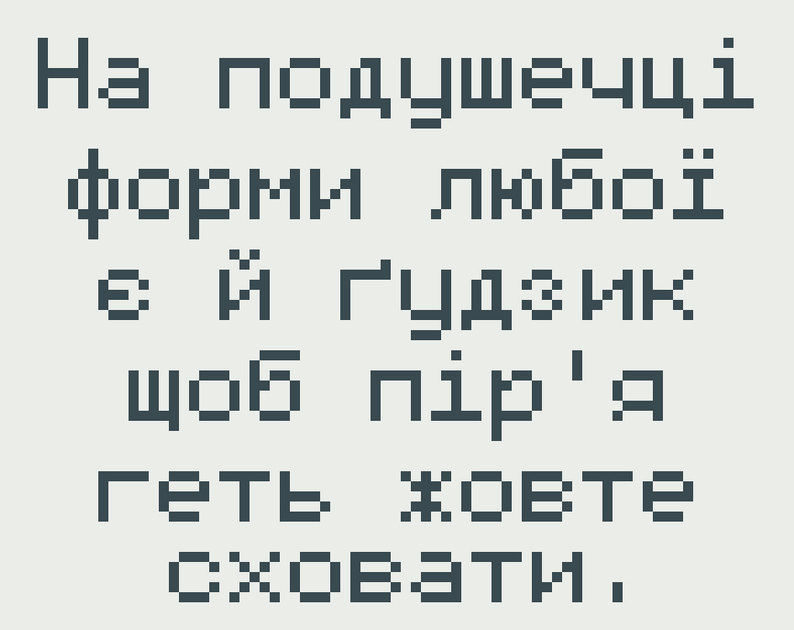 На подушечці
форми любої
є й ґудзик
щоб пір'я
геть жовте
сховати.